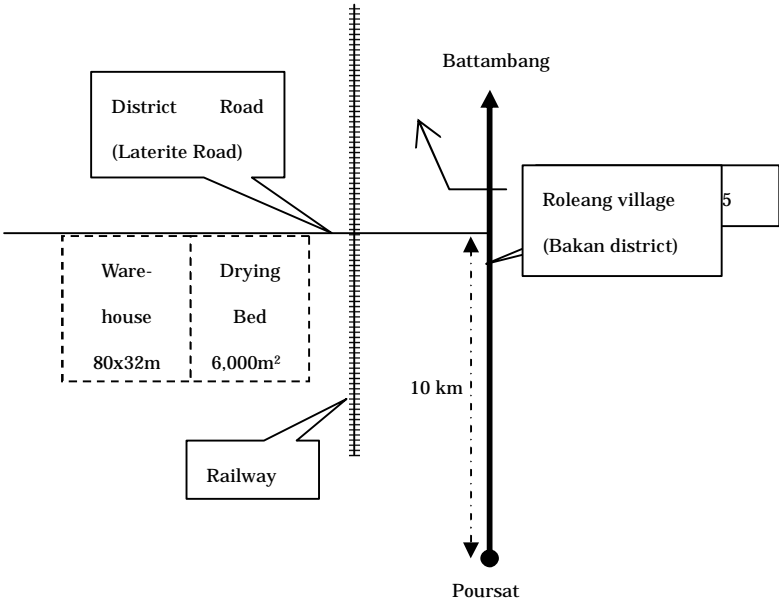 Battambang
District Road
(Laterite Road)
Roleang village
(Bakan district)
5
Ware-
house
80x32m
Drying
Bed
6,000m²
10 km
Railway
Poursat